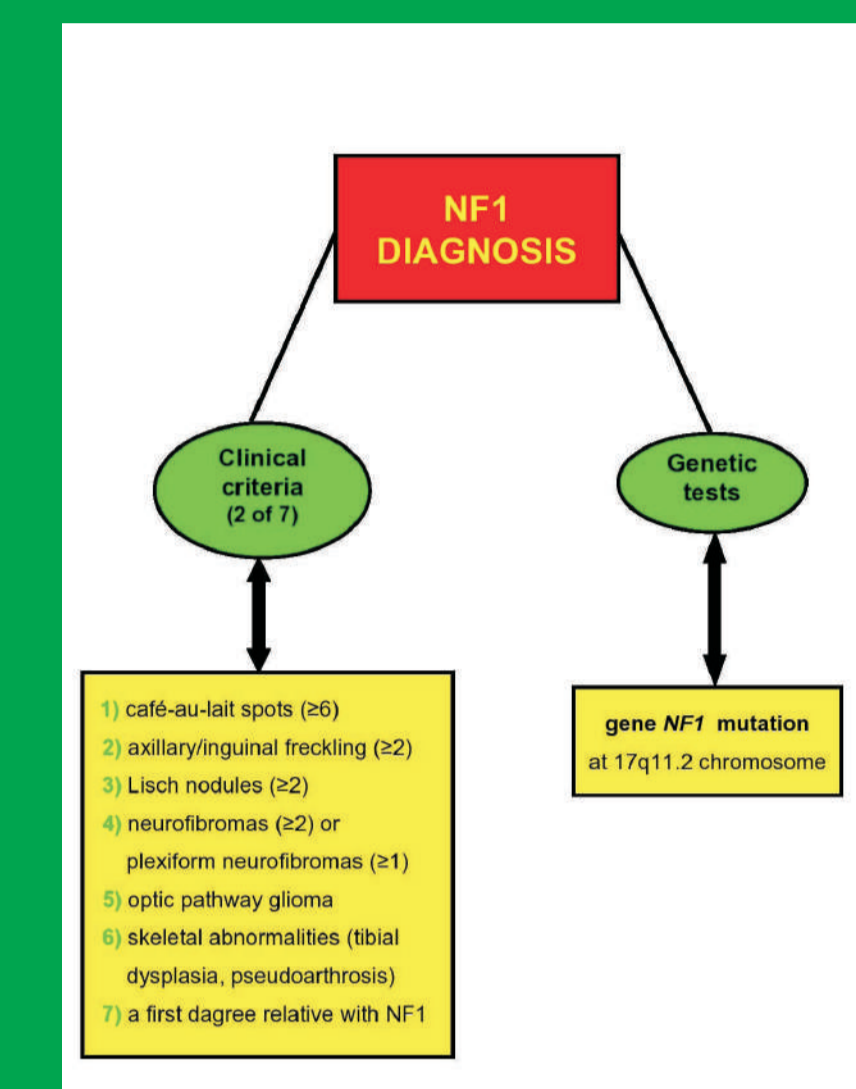 NF1
DIAGNOSIS
Clinical
criteria
(2 of 7)
Genetic
tests
1) café-au-lait spots (≥6)
2) axillary/inguinal freckling (≥2)
3) Lisch nodules (≥2)
4) neurofibromas (≥2) or
plexiform neurofibromas (≥1)
5) optic pathway glioma
6) skeletal abnormalities (tibial
dysplasia, pseudoarthrosis)
7) a first dagree relative with NF1
gene NF1 mutation
at 17q11.2 chromosome